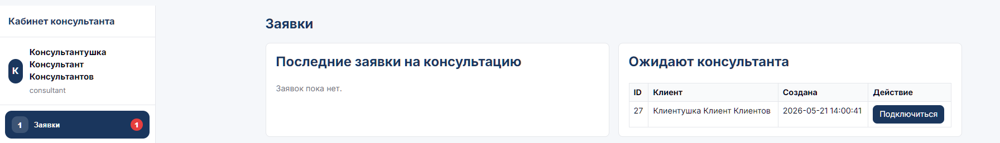 Кабинет консультанта
К
Консультантушка
Консультант
Консультантов
consultant
1 Заявки 1
Заявки
Последние заявки на консультацию
Заявок пока нет.
Ожидают консультанта
ID Клиент Создана Действие
27 Клиентушка Клиент Клиентов 2026-05-21 14:00:41 Подключиться